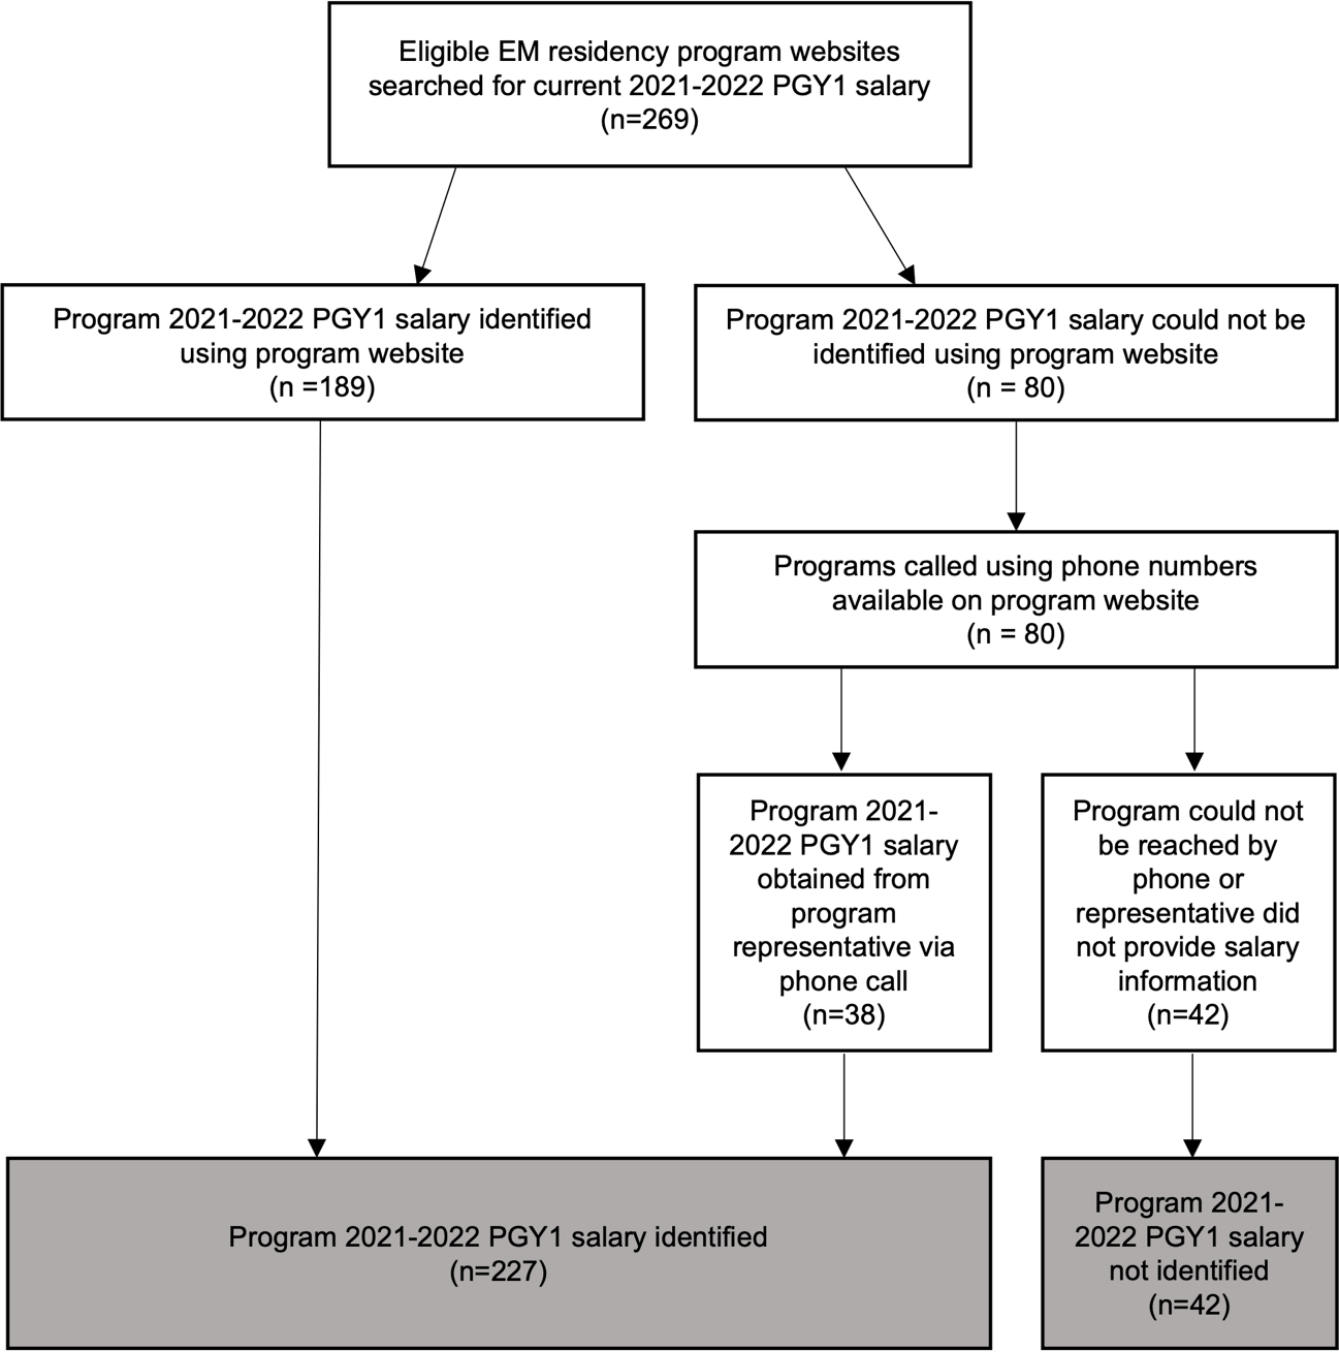 Eligible EM residency program websites
searched for current 2021-2022 PGY1 salary
(n=269)
Program 2021-2022 PGY1 salary identified
using program website
(n =189)
Program 2021-2022 PGY1 salary could not be
identified using program website
(n = 80)
Programs called using phone numbers
available on program website
(n = 80)
Program 2021-
2022 PGY1 salary
obtained from
program
representative via
phone call
(n=38)
Program could not
be reached by
phone or
representative did
not provide salary
information
(n=42)
Program 2021-2022 PGY1 salary identified
(n=227)
Program 2021-
2022 PGY1 salary
not identified
(n=42)